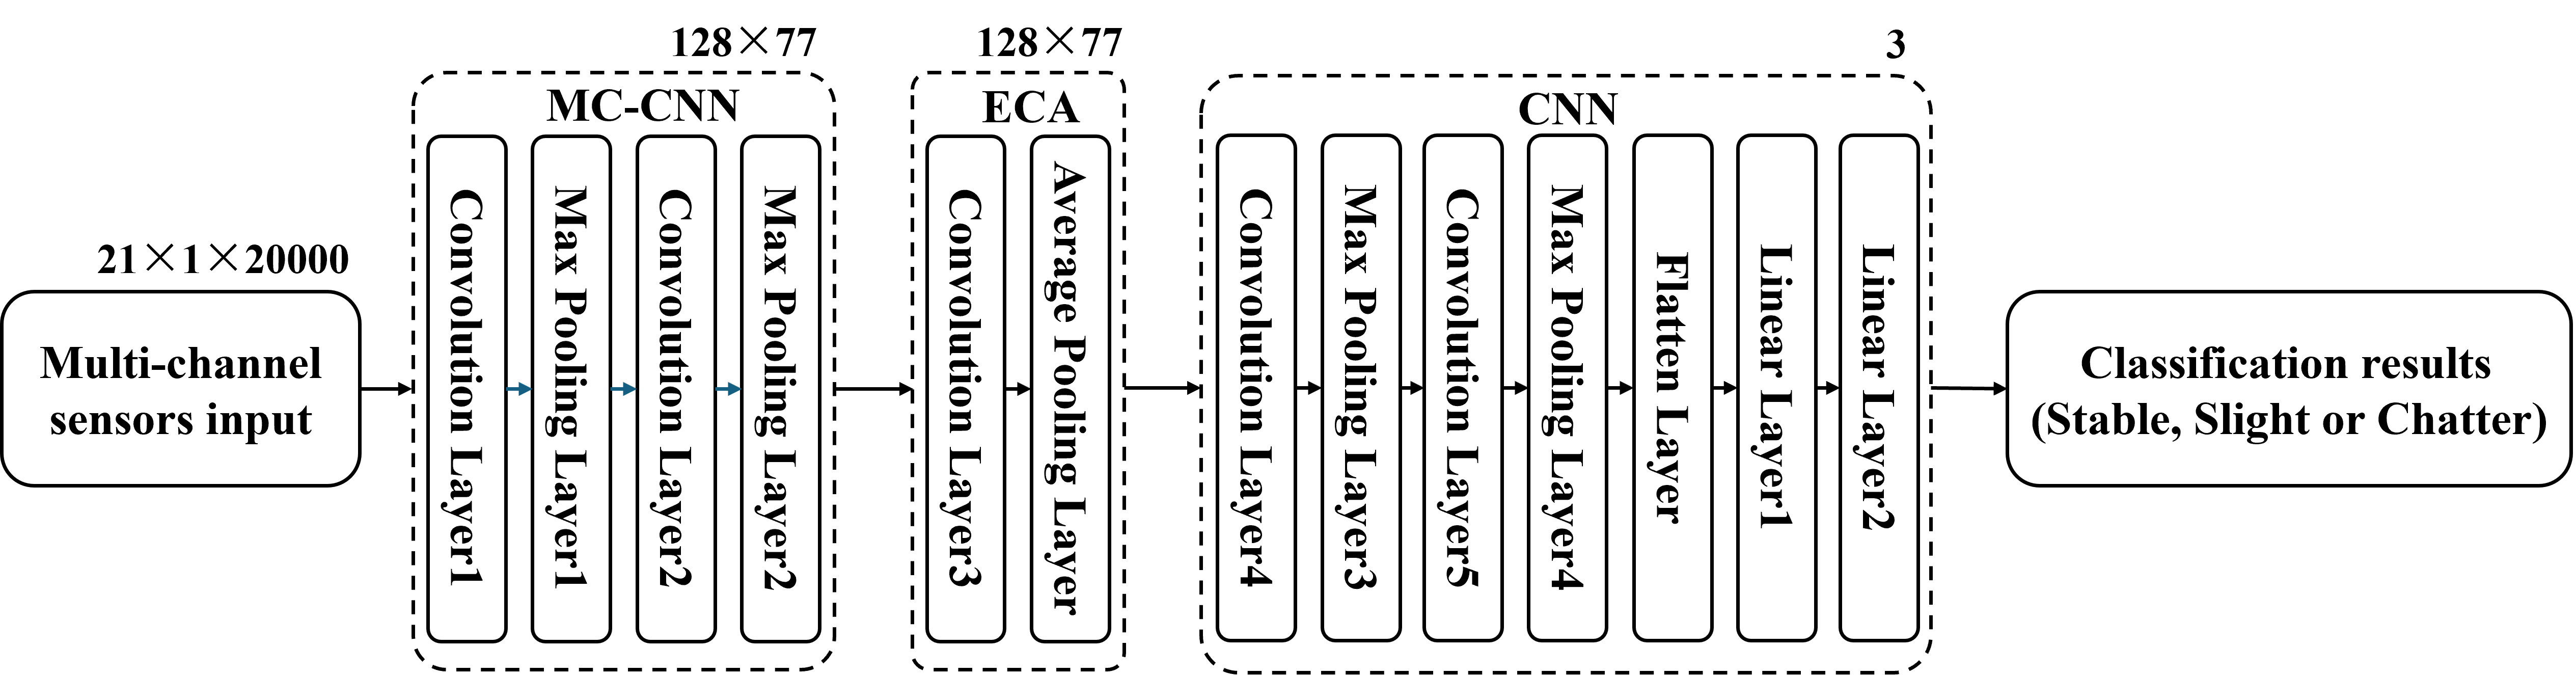 21×1×20000
Multi-channel
sensors input
128×77
MC-CNN
Convolution Layer1
Max Pooling Layer1
Convolution Layer2
Max Pooling Layer2
128×77
ECA
Convolution Layer3
Average Pooling Layer
3
CNN
Convolution Layer4
Max Pooling Layer3
Convolution Layer5
Max Pooling Layer4
Flatten Layer
Linear Layer1
Linear Layer2
Classification results
(Stable, Slight or Chatter)